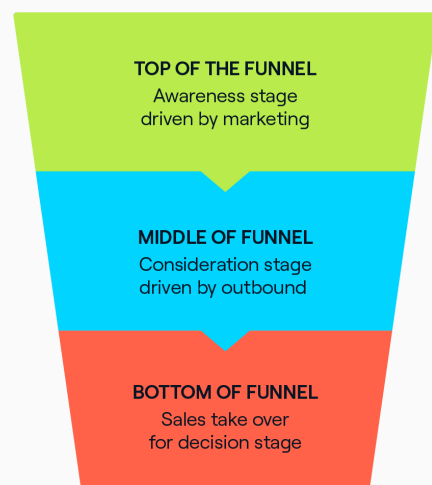 TOP OF THE FUNNEL
Awareness stage
driven by marketing
MIDDLE OF FUNNEL
Consideration stage
driven by outbound
BOTTOM OF FUNNEL
Sales take over
for decision stage